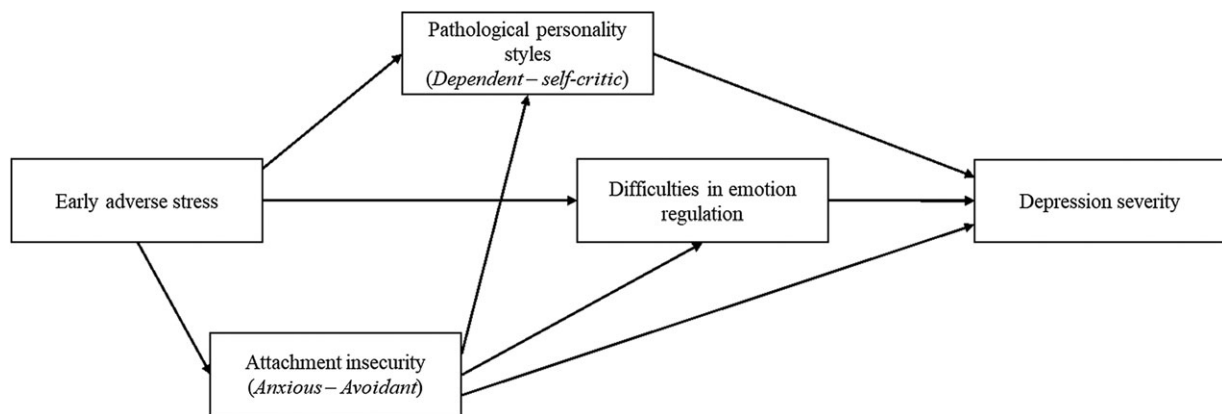 Pathological personality
styles
(Dependent – self-critic)
Early adverse stress
Difficulties in emotion
regulation
Depression severity
Attachment insecurity
(Anxious – Avoidant)